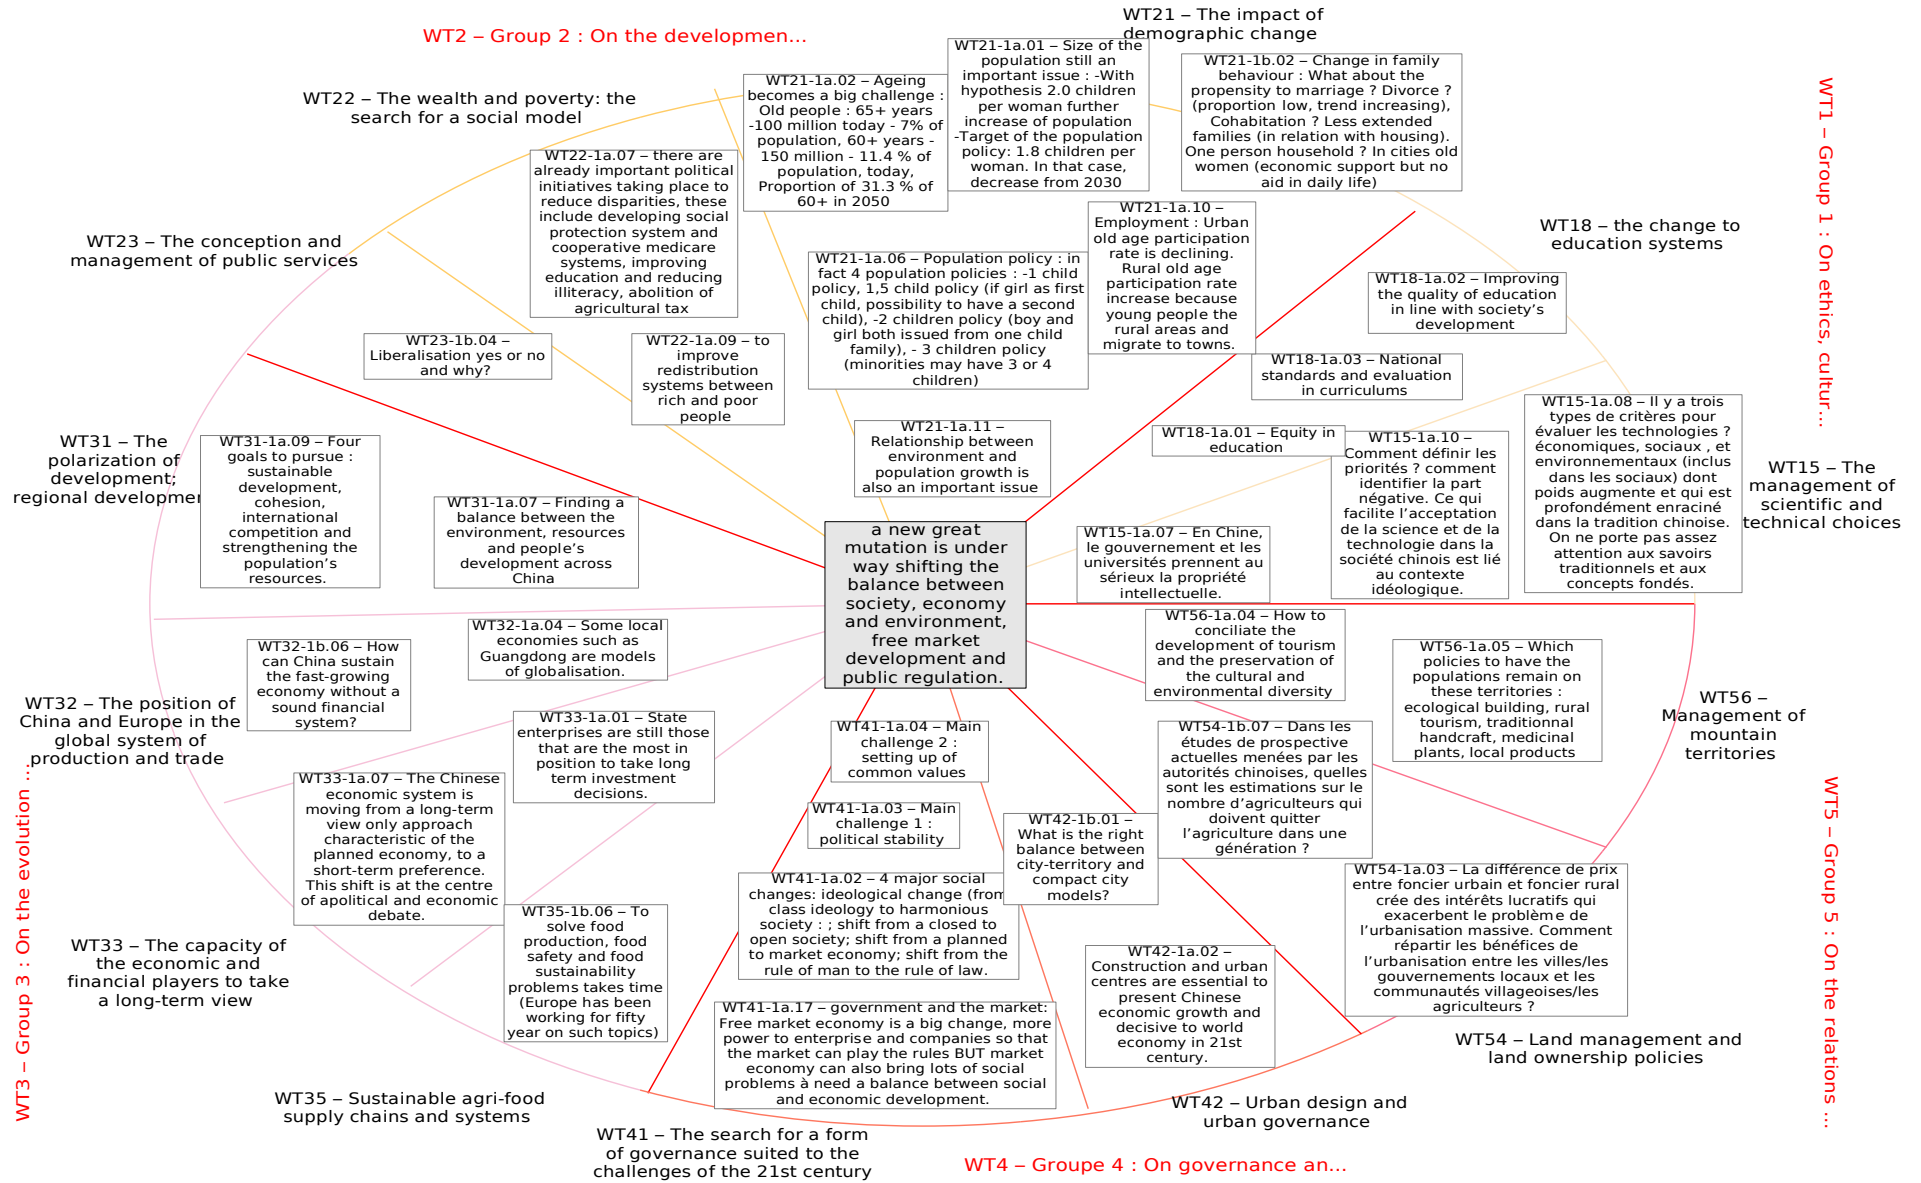 WT2 – Group 2 : On the developmen...
WT21 – The impact of
demographic change
WT22 – The wealth and poverty: the
search for a social model
WT21-1a.02 – Ageing
becomes a big challenge :
Old people : 65+ years
-100 million today - 7% of
population, 60+ years -
150 million - 11.4 % of
population, today,
Proportion of 31.3 % of
60+ in 2050
WT21-1a.01 – Size of the
population still an
important issue : -With
hypothesis 2.0 children
per woman further
increase of population
-Target of the population
policy: 1.8 children per
woman. In that case,
decrease from 2030
WT21-1b.02 – Change in family
behaviour : What about the
propensity to marriage ? Divorce ?
(proportion low, trend increasing),
Cohabitation ? Less extended
families (in relation with housing).
One person household ? In cities old
women (economic support but no
aid in daily life)
WT1 – Group 1 : On ethics, cultur...
WT22-1a.07 – there are
already important political
initiatives taking place to
reduce disparities, these
include developing social
protection system and
cooperative medicare
systems, improving
education and reducing
illiteracy, abolition of
agricultural tax
WT21-1a.10 –
Employment : Urban
old age participation
rate is declining.
Rural old age
participation rate
increase because
young people the
rural areas and
migrate to towns.
WT21-1a.06 – Population policy : in
fact 4 population policies : -1 child
policy, 1,5 child policy (if girl as first
child, possibility to have a second
child), -2 children policy (boy and
girl both issued from one child
family), - 3 children policy
(minorities may have 3 or 4
children)
WT18 – the change to
education systems
WT18-1a.02 – Improving
the quality of education
in line with society's
development
WT18-1a.03 – National
standards and evaluation
in curriculums
WT18-1a.01 – Equity in
education
WT23 – The conception and
management of public services
WT23-1b.04 –
Liberalisation yes or no
and why?
WT22-1a.09 – to
improve
redistribution
systems between
rich and poor
people
WT21-1a.11 –
Relationship between
environment and
population growth is
also an important issue
WT15-1a.10 –
Comment définir les
priorités ? comment
identifier la part
négative. Ce qui
facilite l'acceptation
de la science et de la
technologie dans la
société chinois est lié
au contexte
idéologique.
WT15-1a.08 – Il y a trois
types de critères pour
évaluer les technologies ?
économiques, sociaux , et
environnementaux (inclus
dans les sociaux) dont
poids augmente et qui est
profondément enraciné
dans la tradition chinoise.
On ne porte pas assez
attention aux savoirs
traditionnels et aux
concepts fondés.
WT15 – The
management of
scientific and
technical choices
WT15-1a.07 – En Chine,
le gouvernement et les
universités prennent au
sérieux la propriété
intellectuelle.
WT31 – The
polarization of
development;
regional developmen
WT31-1a.09 – Four
goals to pursue :
sustainable
development,
cohesion,
international
competition and
strengthening the
population's
resources.
WT31-1a.07 – Finding a
balance between the
environment, resources
and people's
development across
China
a new great
mutation is under
way shifting the
balance between
society, economy
and environment,
free market
development and
public regulation.
WT32-1b.06 – How
can China sustain
the fast-growing
economy without a
sound financial
system?
WT32-1a.04 – Some local
economies such as
Guangdong are models
of globalisation.
WT32 – The position of
China and Europe in the
global system of
production and trade
WT56-1a.04 – How to
conciliate the
development of tourism
and the preservation of
the cultural and
environmental diversity
WT56-1a.05 – Which
policies to have the
populations remain on
these territories :
ecological building, rural
tourism, traditionnal
handcraft, medicinal
plants, local products
WT56 –
Management of
mountain
territories
WT33-1a.01 – State
enterprises are still those
that are the most in
position to take long
term investment
decisions.
WT33-1a.07 – The Chinese
economic system is
moving from a long-term
view only approach
characteristic of the
planned economy, to a
short-term preference.
This shift is at the centre
of apolitical and economic
debate.
WT41-1a.04 – Main
challenge 2 :
setting up of
common values
WT41-1a.03 – Main
challenge 1 :
political stability
WT54-1b.07 – Dans les
études de prospective
actuelles menées par les
autorités chinoises, quelles
sont les estimations sur le
nombre d'agriculteurs qui
doivent quitter
l'agriculture dans une
génération ?
WT42-1b.01 –
What is the right
balance between
city-territory and
compact city
models?
WT3 – Group 3 : On the evolution ...
WT5 – Group 5 : On the relations ...
WT33 – The capacity of
the economic and
financial players to take
a long-term view
WT35-1b.06 – To
solve food
production, food
safety and food
sustainability
problems takes time
(Europe has been
working for fifty
year on such topics)
WT41-1a.02 – 4 major social
changes: ideological change (from
class ideology to harmonious
society : ; shift from a closed to
open society; shift from a planned
to market economy; shift from the
rule of man to the rule of law.
WT54-1a.03 – La différence de prix
entre foncier urbain et foncier rural
crée des intérêts lucratifs qui
exacerbent le problème de
l'urbanisation massive. Comment
répartir les bénéfices de
l'urbanisation entre les villes/les
gouvernements locaux et les
communautés villageoises/les
agriculteurs ?
WT42-1a.02 –
Construction and urban
centres are essential to
present Chinese
economic growth and
decisive to world
economy in 21st
century.
WT41-1a.17 – government and the market:
Free market economy is a big change, more
power to enterprise and companies so that
the market can play the rules BUT market
economy can also bring lots of social
problems à need a balance between social
and economic development.
WT54 – Land management and
land ownership policies
WT35 – Sustainable agri-food
supply chains and systems
WT42 – Urban design and
urban governance
WT41 – The search for a form
of governance suited to the
challenges of the 21st century
WT4 – Groupe 4 : On governance an...